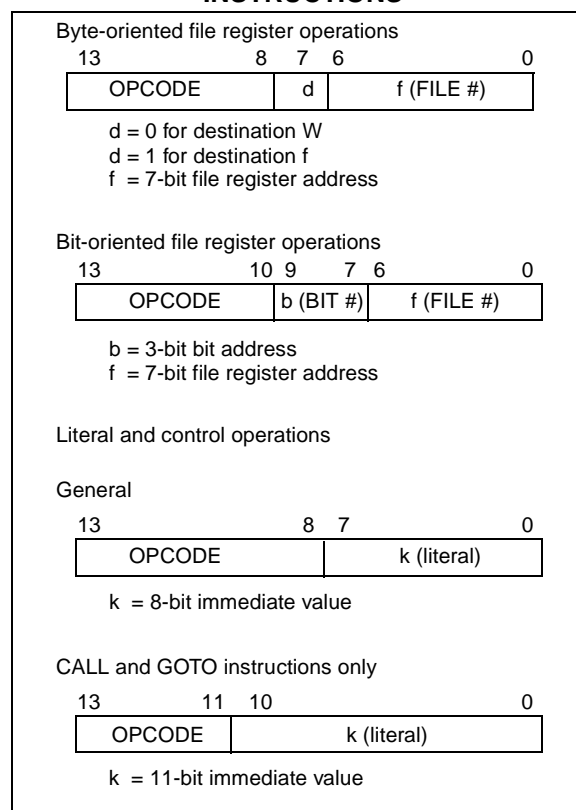 INSTRUCTIONS
Byte-oriented file register operations
13 8 7 6 0
OPCODE d f (FILE #)
d = 0 for destination W
d = 1 for destination f
f = 7-bit file register address
Bit-oriented file register operations
13 10 9 7 6 0
OPCODE b (BIT #) f (FILE #)
b = 3-bit bit address
f = 7-bit file register address
Literal and control operations
General
13 8 7 0
OPCODE k (literal)
k = 8-bit immediate value
CALL and GOTO instructions only
13 11 10 0
OPCODE k (literal)
k = 11-bit immediate value